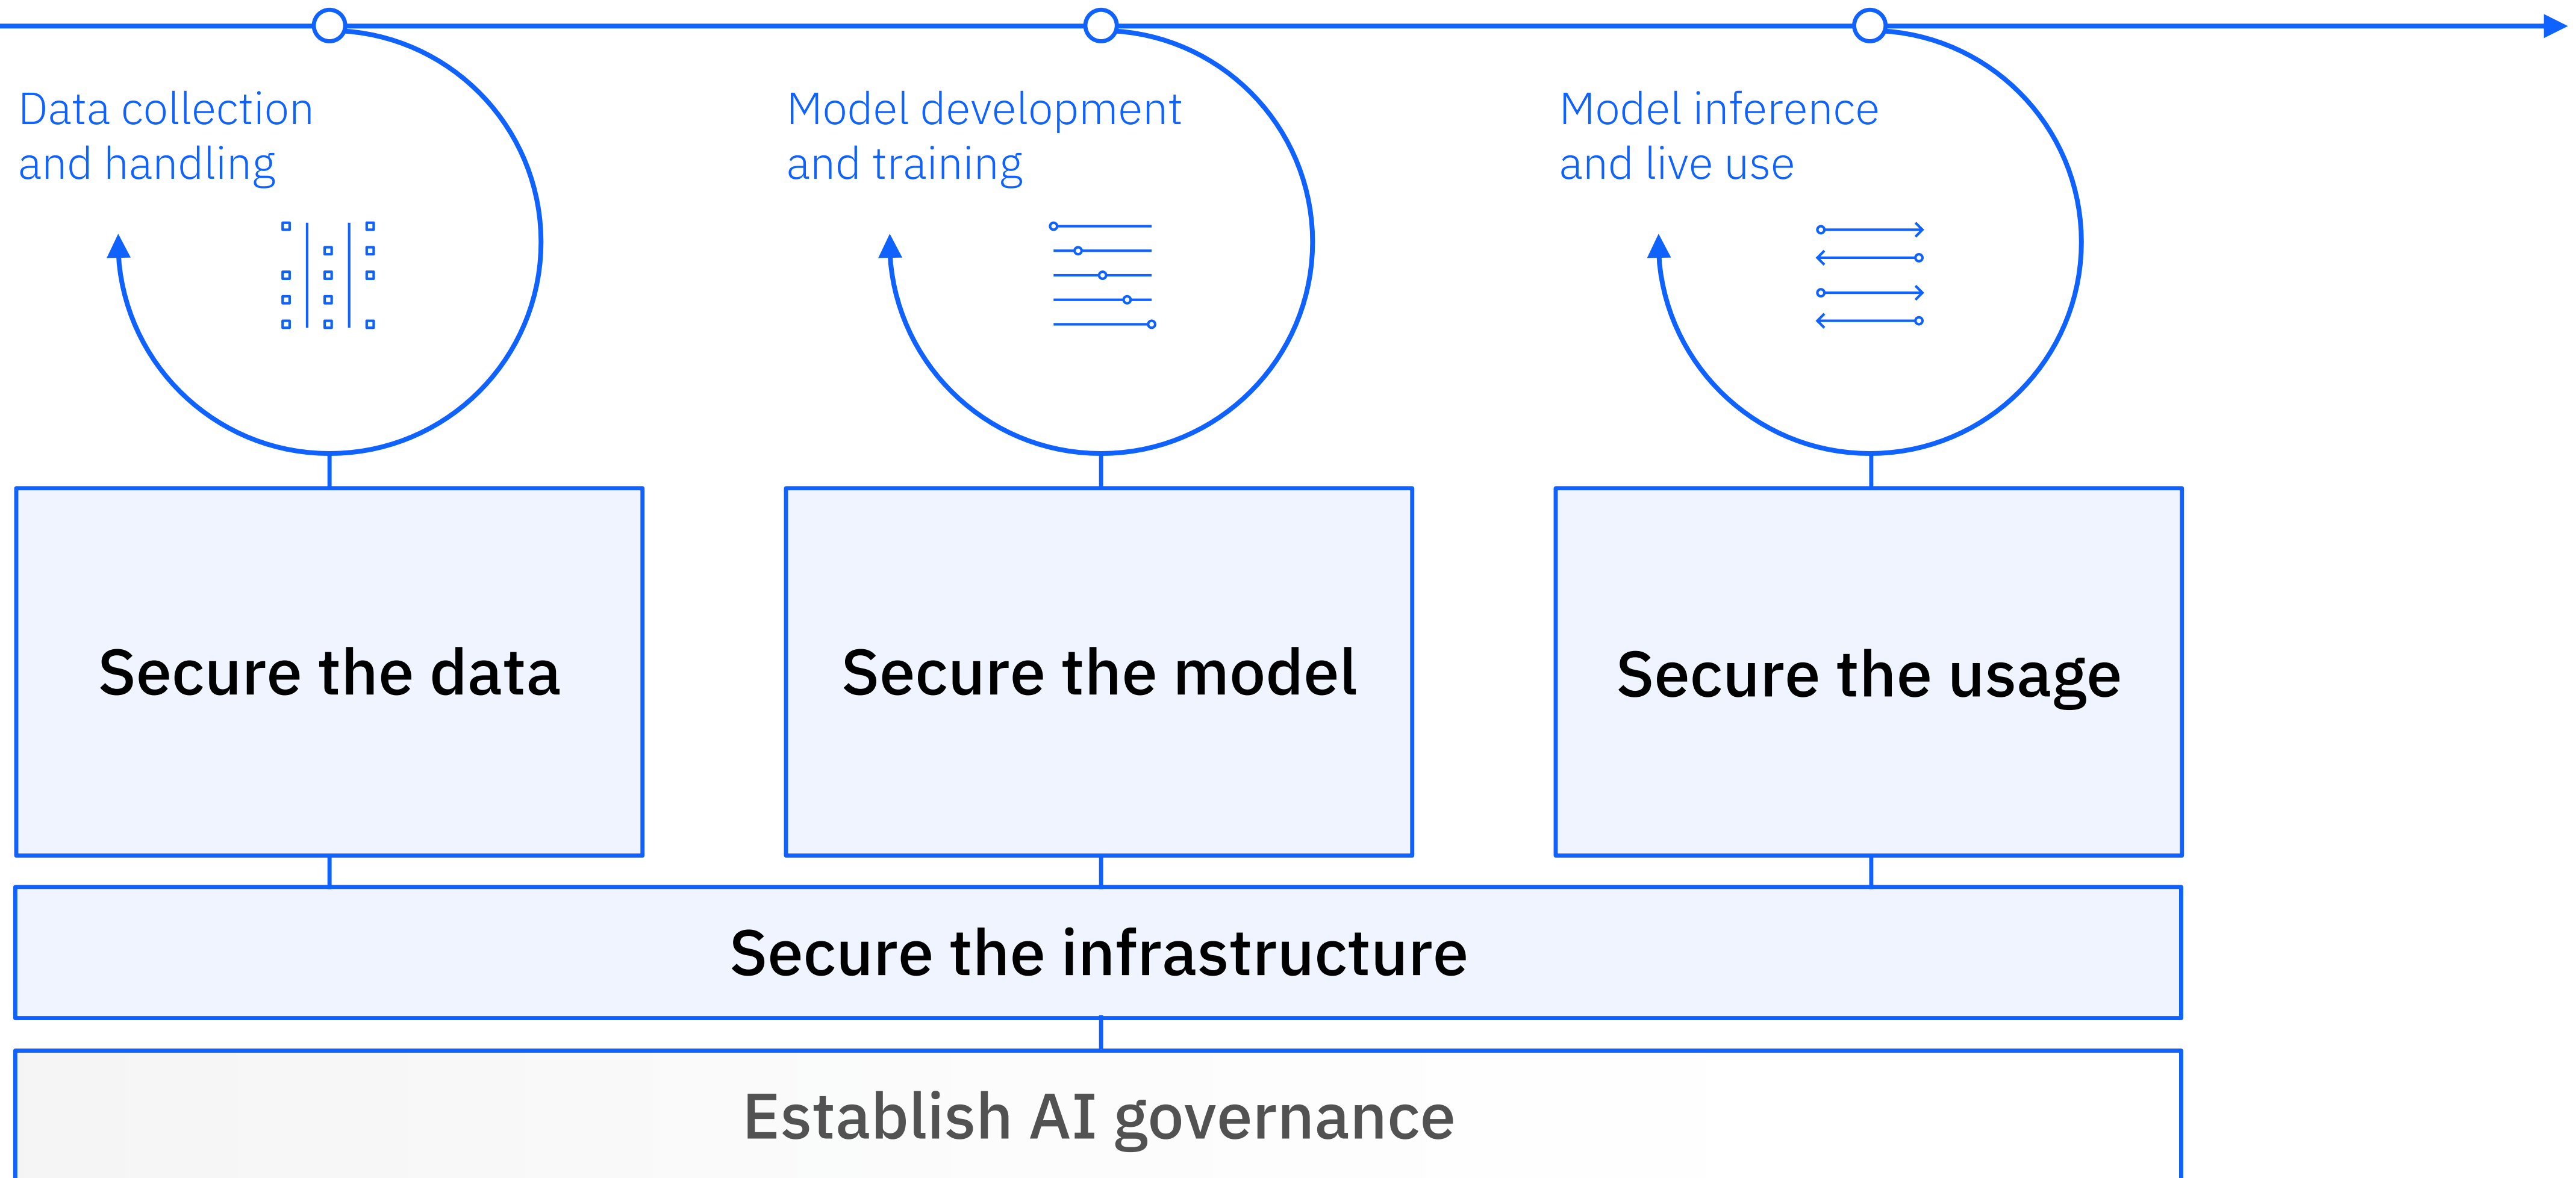 Data collection
and handling
Model development
and training
Model inference
and live use
Secure the data
Secure the model
Secure the usage
Secure the infrastructure
Establish AI governance